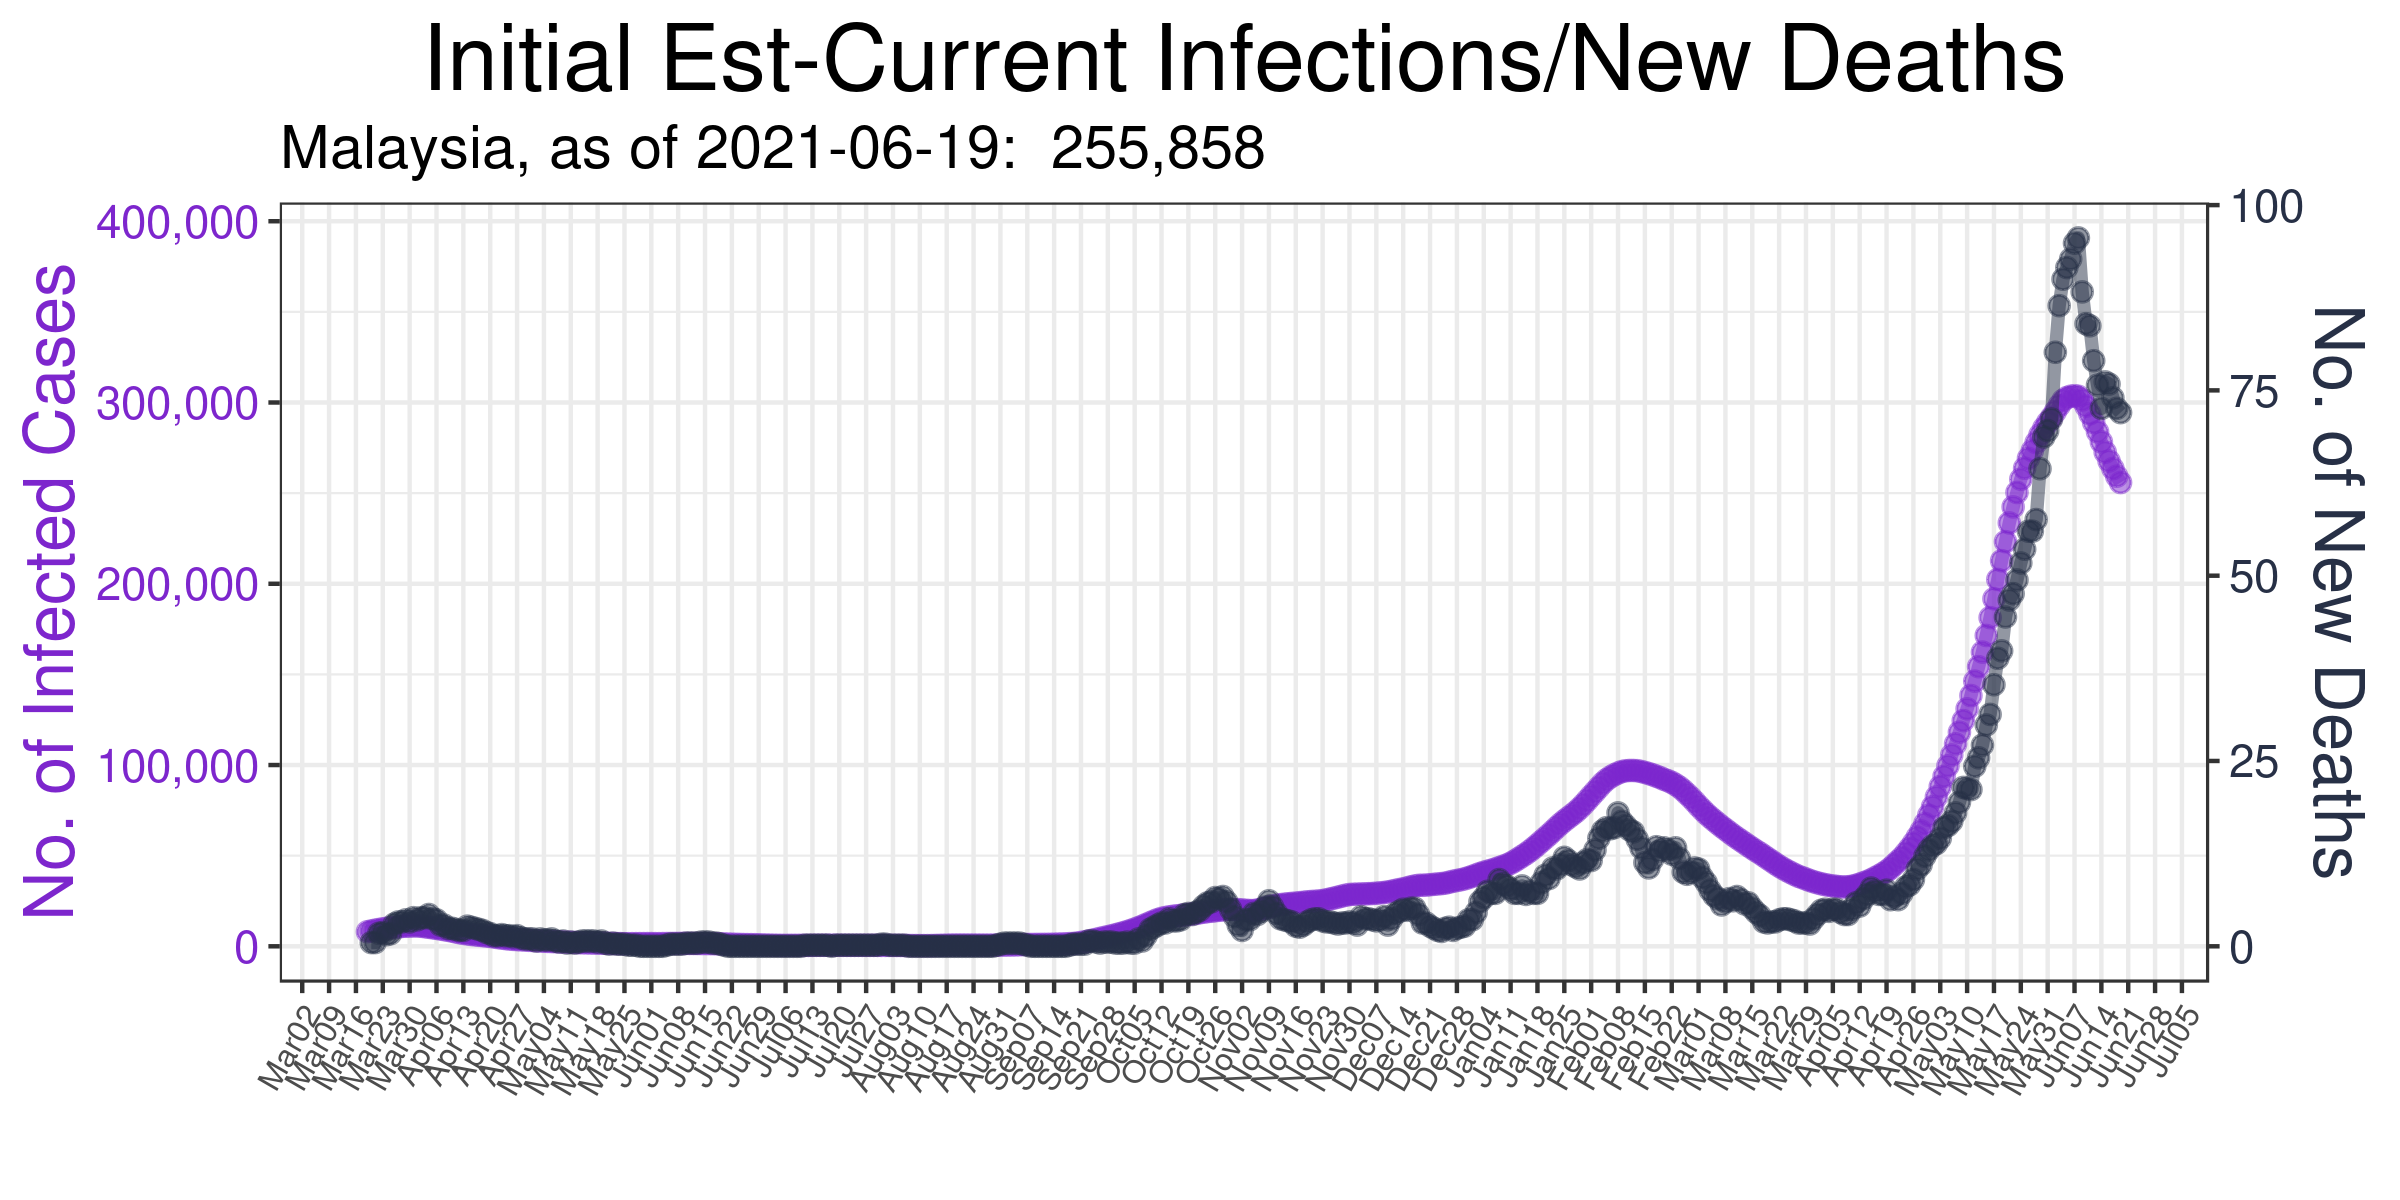 Initial Est-Current Infections/New Deaths
Malaysia, as of 2021-06-19:  255,858
No. of Infected Cases
400,000
300,000
200,000
100,000
0
100
75
50
25
0
No. of New Deaths
Mar02
Mar09
Mar16
Mar23
Mar30
Apr06
Apr13
Apr20
Apr27
May04
May11
May18
May25
Jun01
Jun08
Jun15
Jun22
Jun29
Jul06
Jul13
Jul20
Jul27
Aug03
Aug10
Aug17
Aug24
Aug31
Sep07
Sep14
Sep21
Sep28
Oct05
Oct12
Oct19
Oct26
Nov02
Nov09
Nov16
Nov23
Nov30
Dec07
Dec14
Dec21
Dec28
Jan04
Jan11
Jan18
Jan25
Feb01
Feb08
Feb15
Feb22
Mar01
Mar08
Mar15
Mar22
Mar29
Apr05
Apr12
Apr19
Apr26
May03
May10
May17
May24
May31
Jun07
Jun14
Jun21
Jun28
Jul05